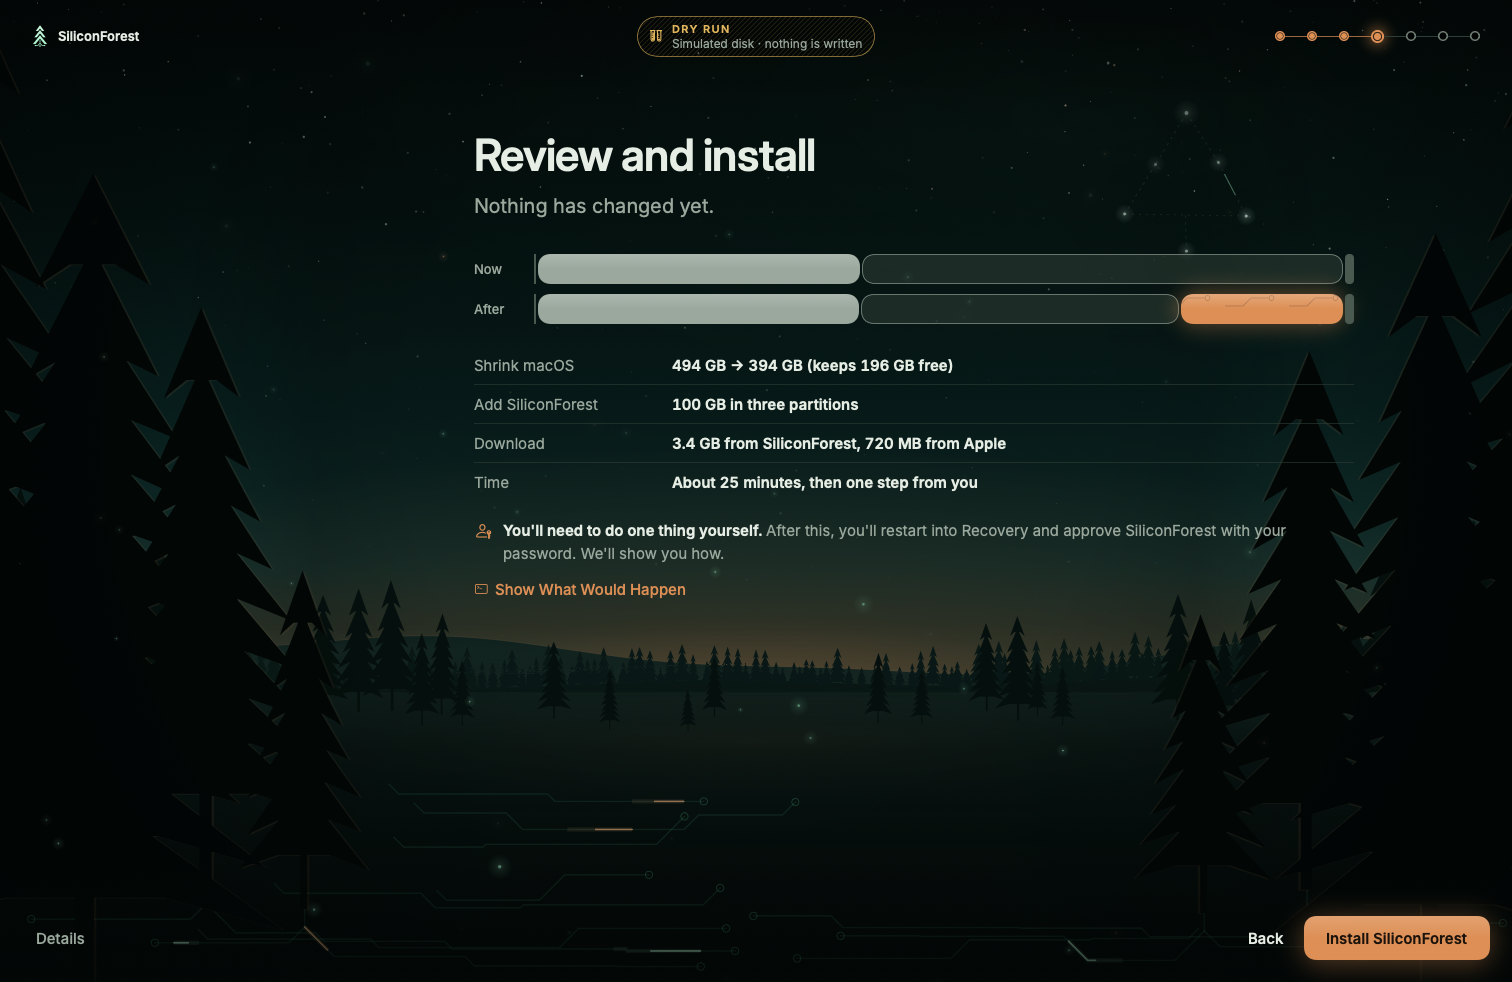 SiliconForest
DRY RUN
Simulated disk · nothing is written
Review and install
Nothing has changed yet.
Now
After
Shrink macOS
494 GB → 394 GB (keeps 196 GB free)
Add SiliconForest
100 GB in three partitions
Download
3.4 GB from SiliconForest, 720 MB from Apple
Time
About 25 minutes, then one step from you
You'll need to do one thing yourself. After this, you'll restart into Recovery and approve SiliconForest with your
password. We'll show you how.
Show What Would Happen
Details
Back
Install SiliconForest